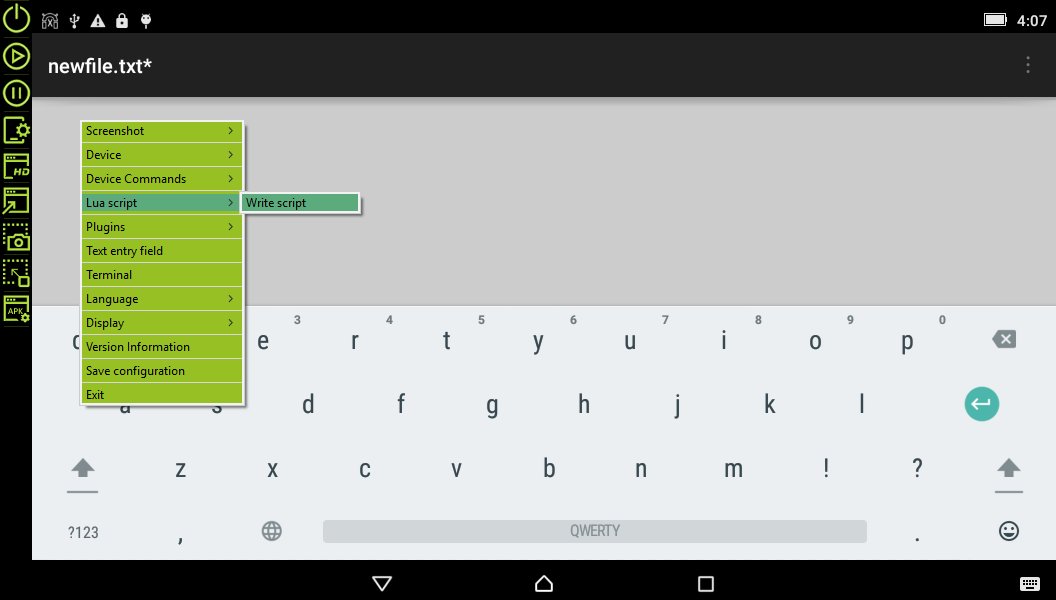 4:07
newfile.txt*
HD
APK
Screenshot
Device
Device Commands
Lua script
Write script
Plugins
Text entry field
Terminal
Language
Display
Version Information
Save configuration
Exit
3 4 5 6 7 8 9 0
e r t y u i o p
a s d f g h j k l
z x c v b n m ! ?
?123 , QWERTY .